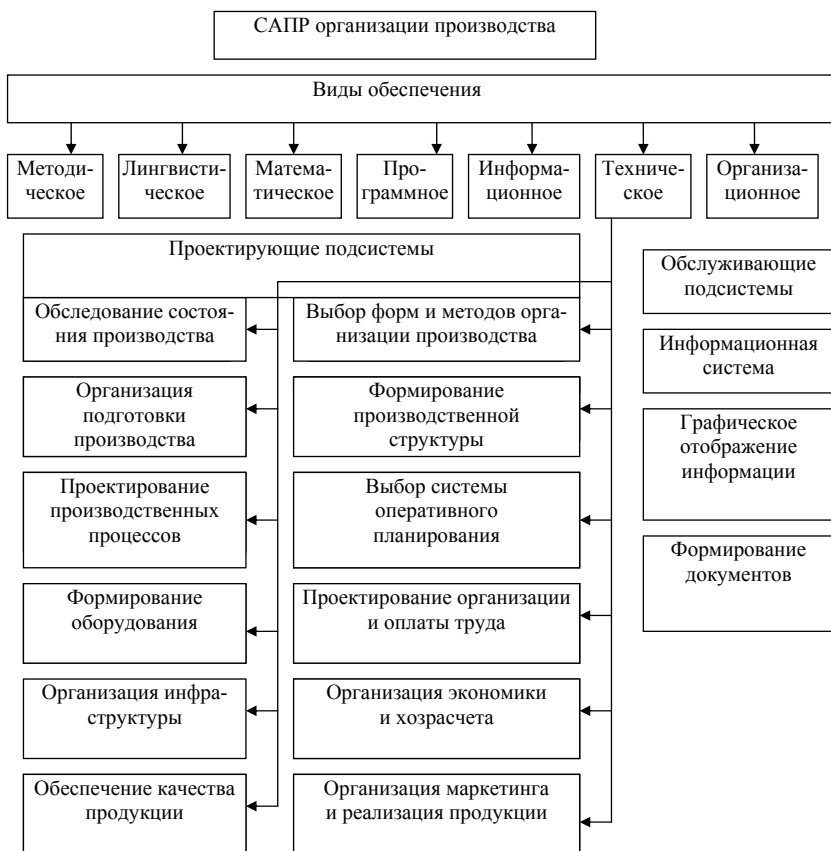 САПР организации производства
Виды обеспечения
Методи-
ческое
Лингвисти-
ческое
Матема-
тическое
Про-
граммное
Информа-
ционное
Техниче-
ское
Организа-
ционное
Проектирующие подсистемы
Обследование состоя-
ния производства
Выбор форм и методов орга-
низации производства
Организация
подготовки
производства
Формирование
производственной
структуры
Проектирование
производственных
процессов
Выбор системы
оперативного
планирования
Формирование
оборудования
Проектирование организации
и оплаты труда
Организация инфра-
структуры
Организация экономики
и хозрасчета
Обеспечение качества
продукции
Организация маркетинга
и реализация продукции
Обслуживающие
подсистемы
Информационная
система
Графическое
отображение
информации
Формирование
документов